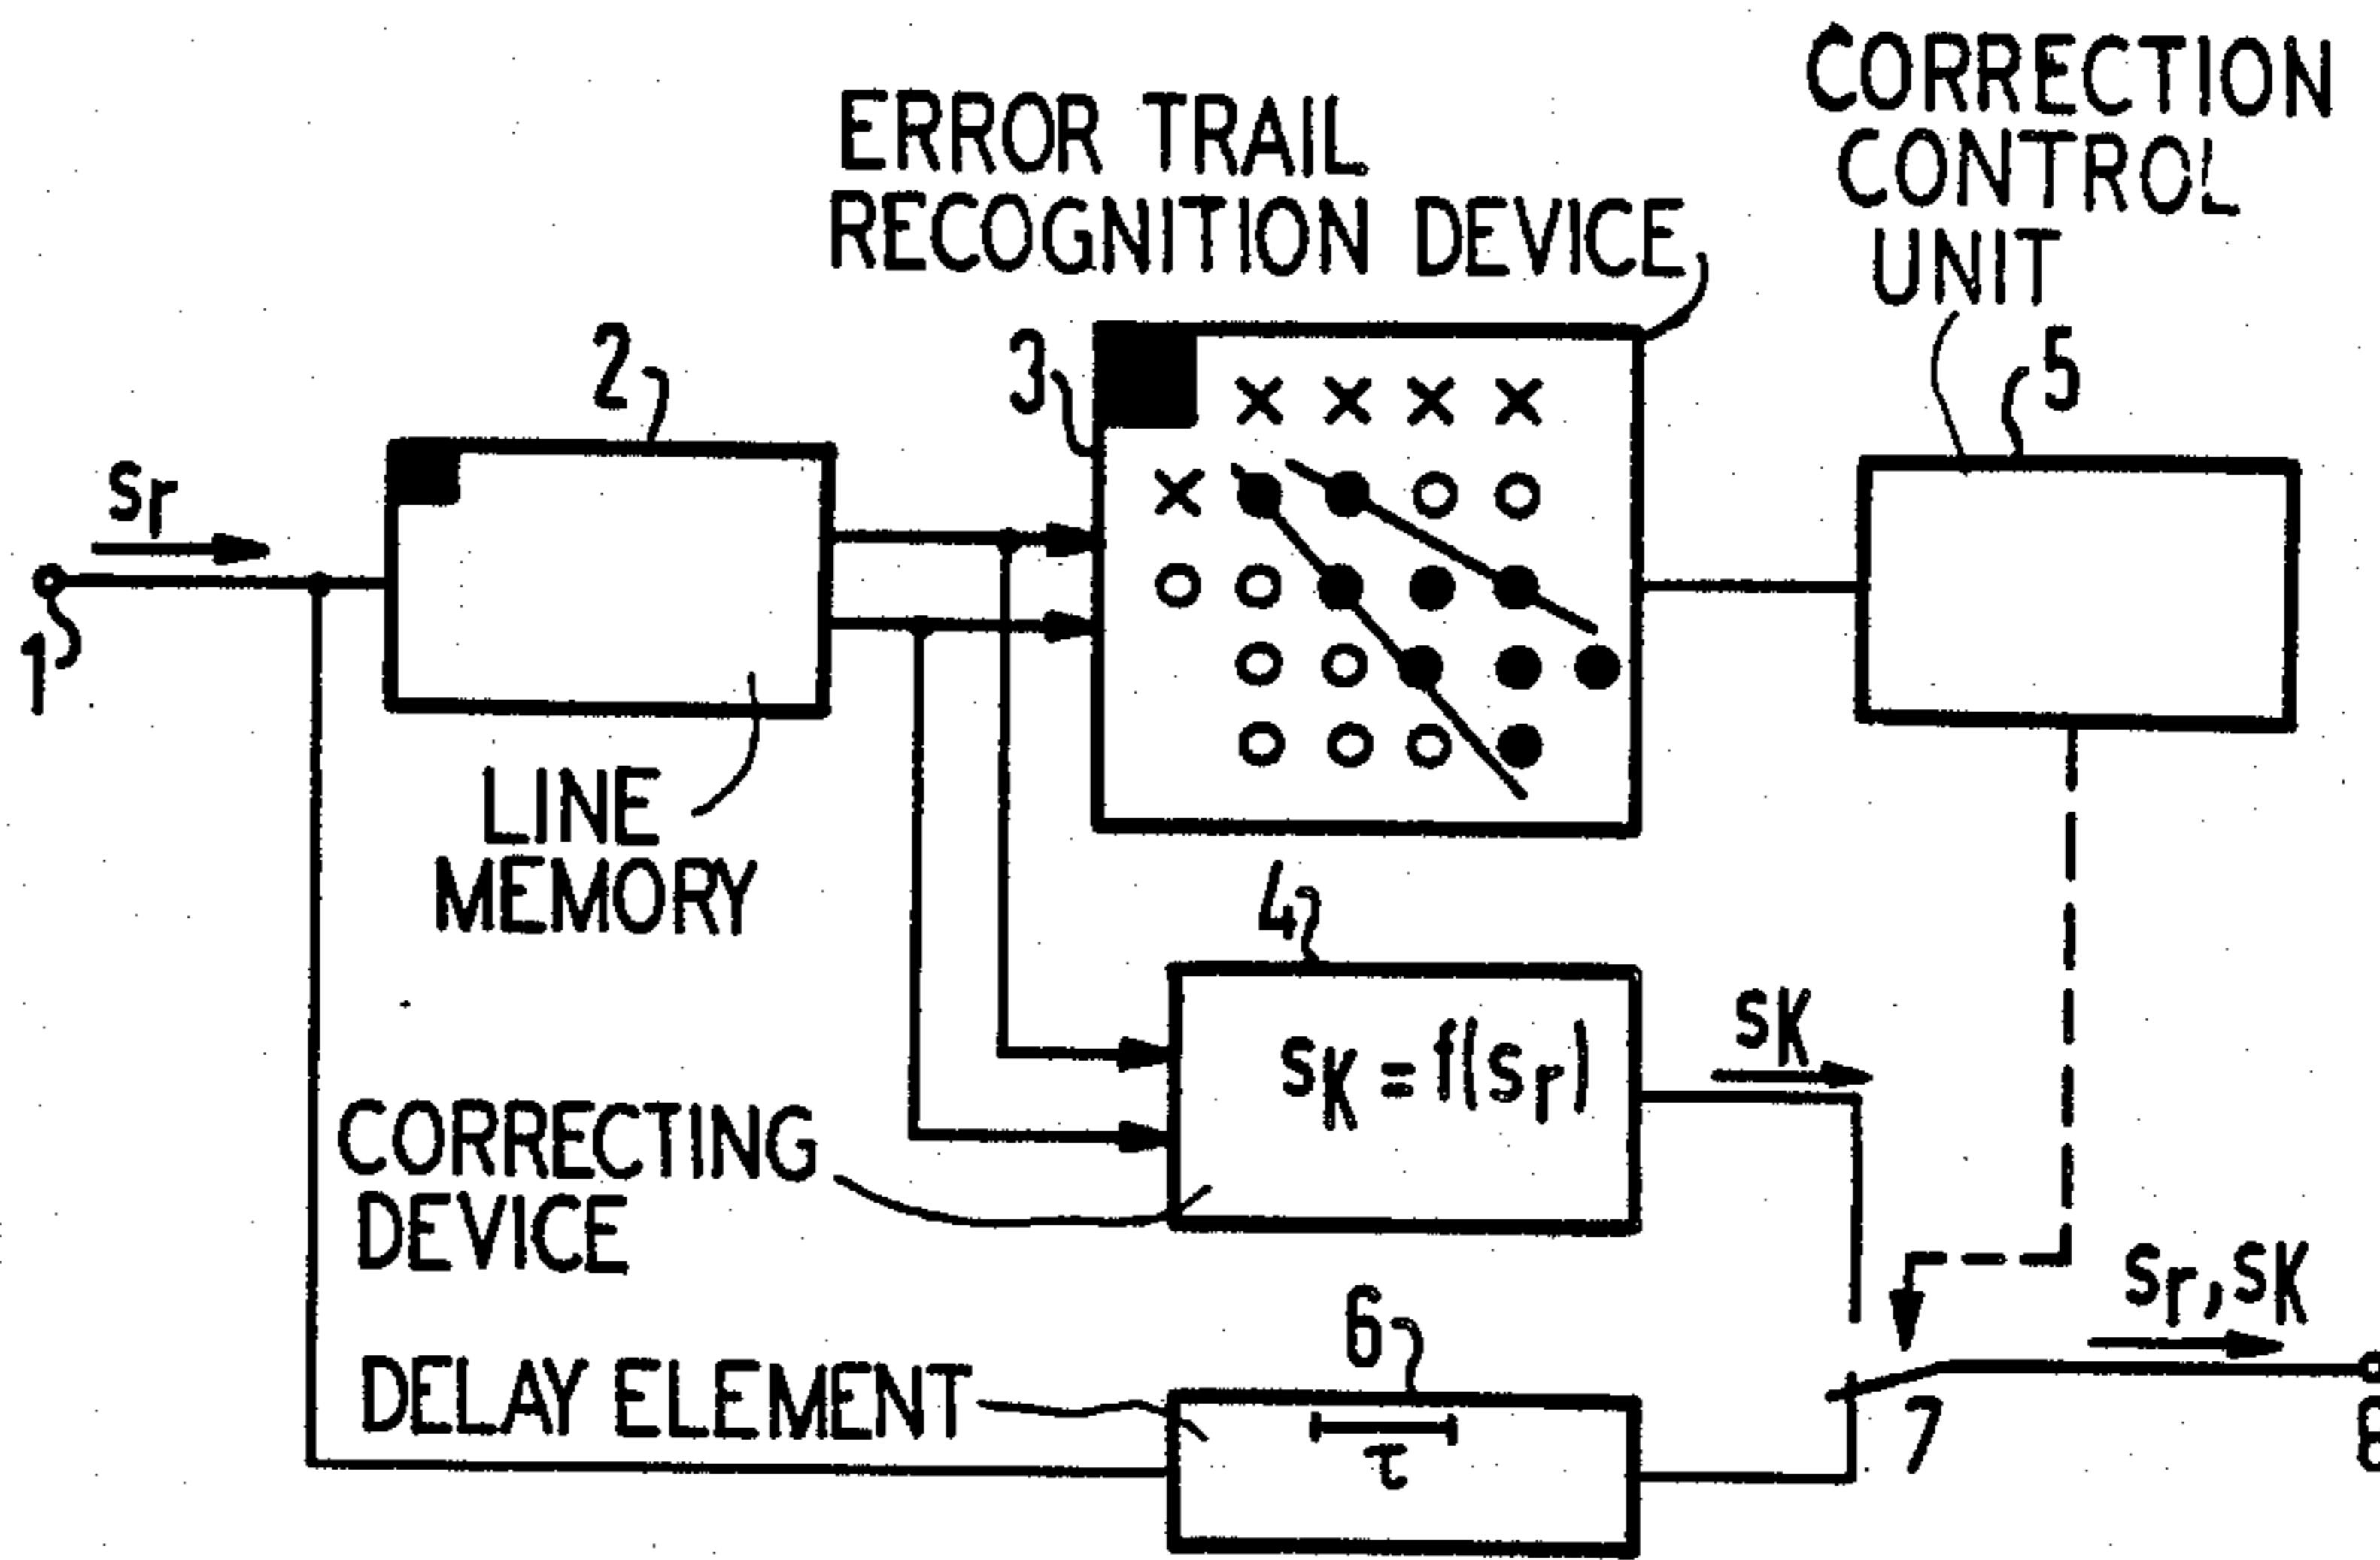 CORRECTION
CONTROL
UNIT
ERROR TRAIL
RECOGNITION DEVICE
2
3
5
sr
1
LINE
MEMORY
4
sK = f(sr)
sK
CORRECTING
DEVICE
sr, sK
6
DELAY ELEMENT
τ
7
8